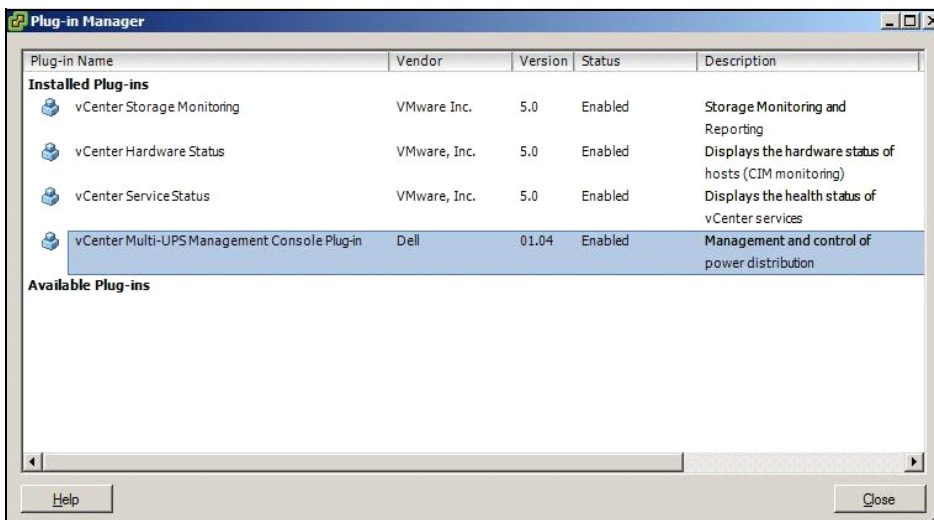 Plug-in Manager
Plug-in Name Vendor Version Status Description
Installed Plug-ins
vCenter Storage Monitoring VMware Inc. 5.0 Enabled Storage Monitoring and
Reporting
vCenter Hardware Status VMware, Inc. 5.0 Enabled Displays the hardware status of
hosts (CIM monitoring)
vCenter Service Status VMware, Inc. 5.0 Enabled Displays the health status of
vCenter services
vCenter Multi-UPS Management Console Plug-in Dell 01.04 Enabled Management and control of
power distribution
Available Plug-ins
Help Close